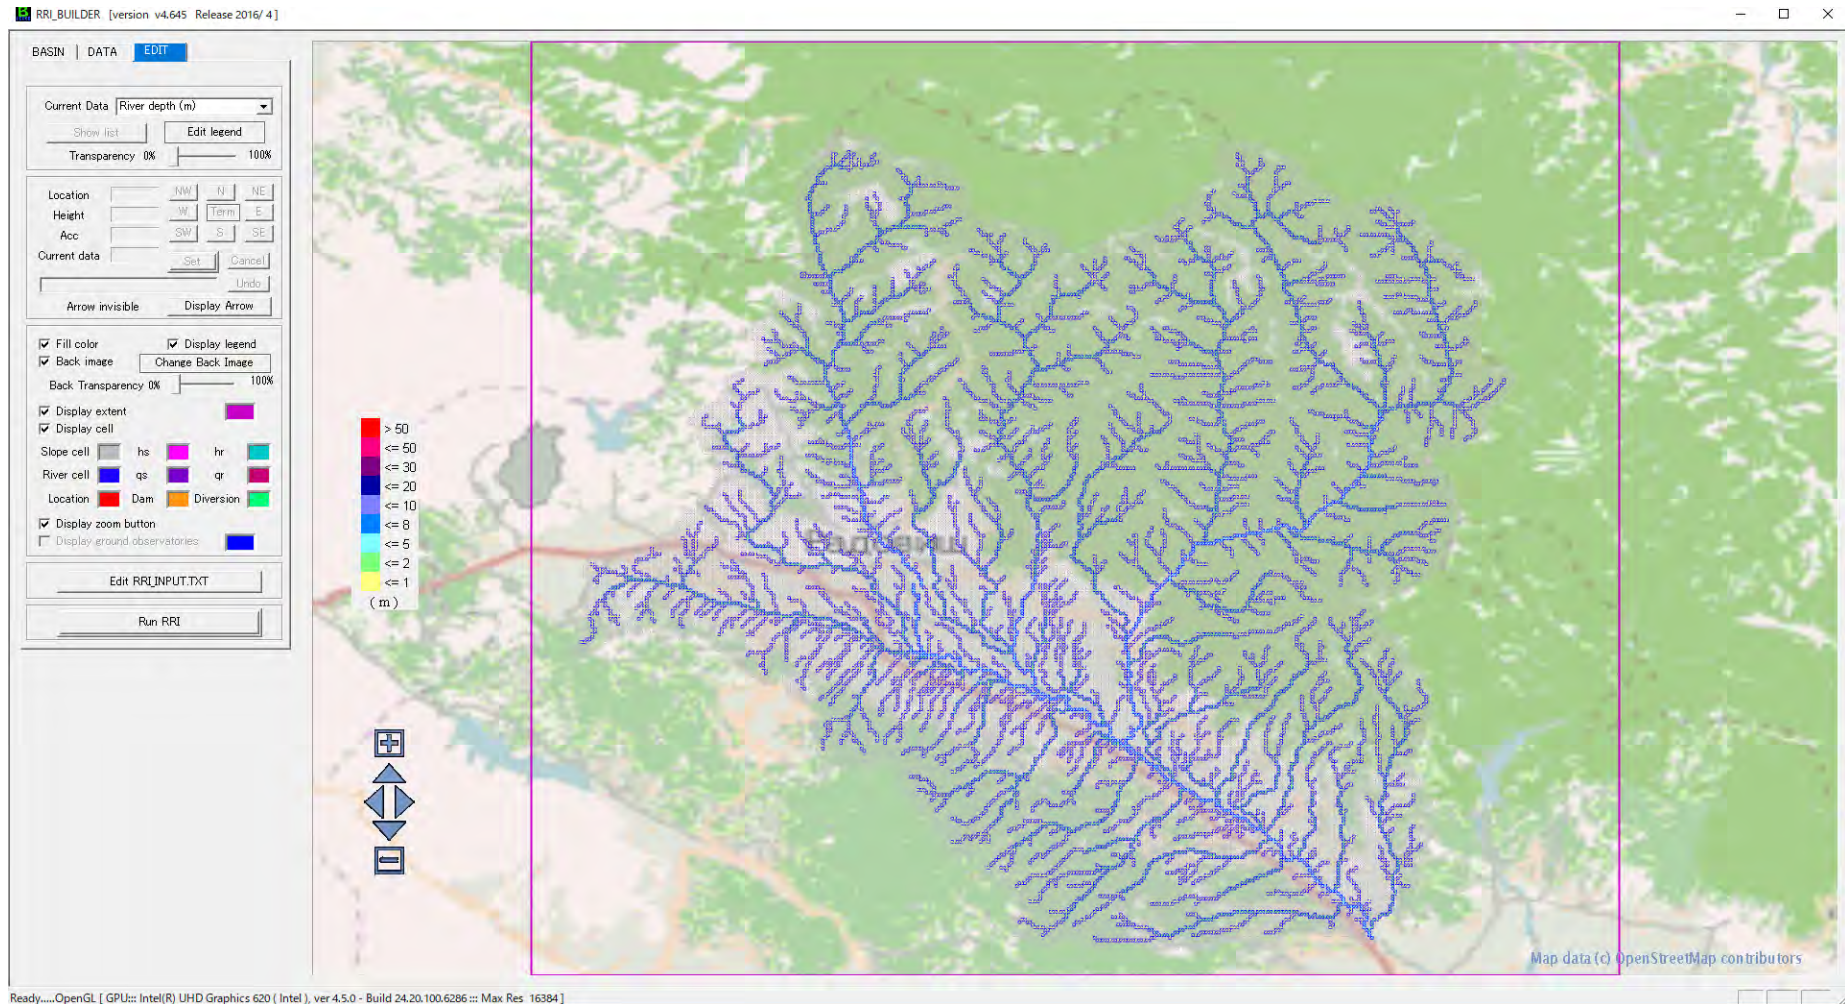 RRI_BUILDER [version v4.645 Release 2016/ 4 ]
BASIN | DATA | EDIT
Current Data River depth (m)
Show list Edit legend
Transparency 0% 100%
Location NW N NE
Height W Term E
Acc SW S SE
Current data Set Cancel
Undo
Arrow invisible Display Arrow
Fill color Display legend
Back image Change Back Image
Back Transparency 0% 100%
Display extent
Display cell
Slope cell hs hr
River cell qs qr
Location Dam Diversion
Display zoom button
Display ground observatories
Edit RRI_INPUT.TXT
Run RRI
> 50
<= 50
<= 30
<= 20
<= 10
<= 8
<= 5
<= 2
<= 1
( m )
Map data (c) OpenStreetMap contributors
Ready.....OpenGL [ GPU::: Intel(R) UHD Graphics 620 ( Intel ), ver 4.5.0 - Build 24.20.100.6286 ::: Max Res 16384 ]